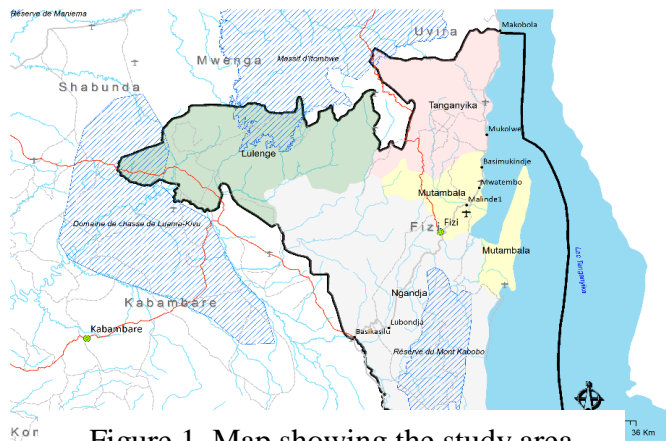 Réserve de Maniema
Makobola
Uvira
Mwenga
Massif d'Itombwe
Shabunda
Tanganyika
Mukolwe
Lulenge
Basimukindje
Mwatembo
Mutambala
Malinde1
Domaine de chasse de Luama-Kivu
Fizi
Fizi
Mutambala
Lac Tanganyika
Ngandja
Kabambare
Kabambare
Lubondja
Basikasilu
Réserve du Mont Kabobo
36 Km
Kon
Figure 1. Map showing the study area